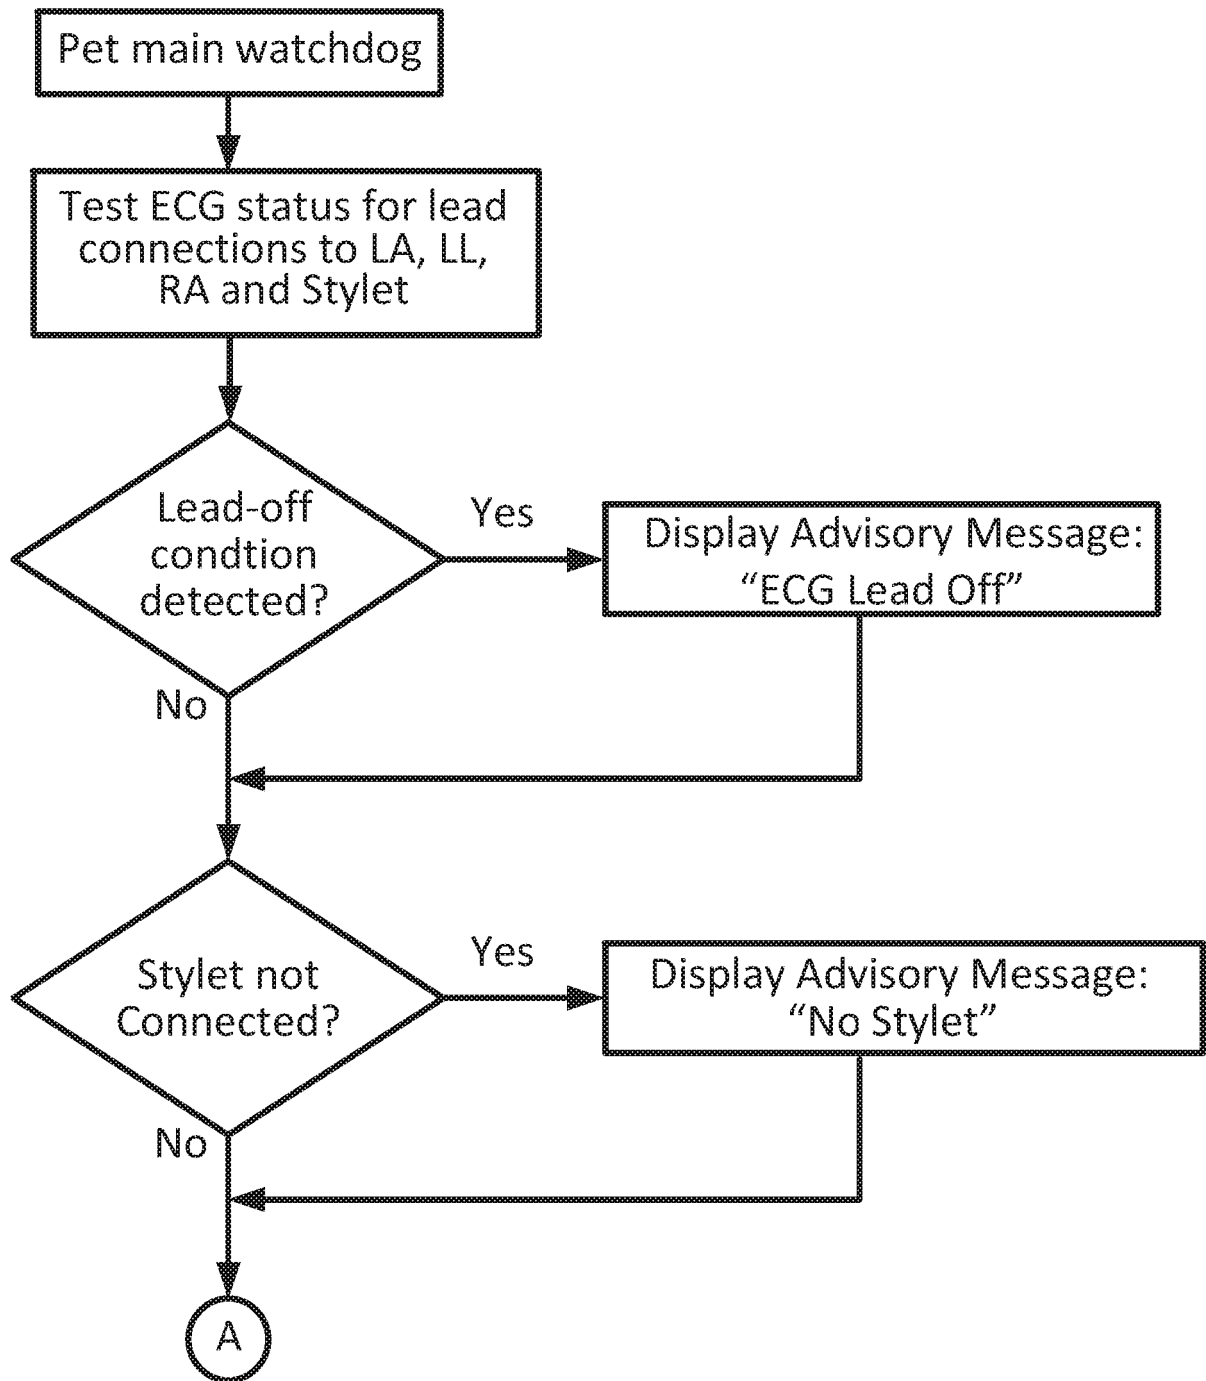 Pet main watchdog
Test ECG status for lead
connections to LA, LL,
RA and Stylet
Lead-off
condtion
detected?
Yes
Display Advisory Message:
“ECG Lead Off”
No
Stylet not
Connected?
Yes
Display Advisory Message:
“No Stylet”
No
A